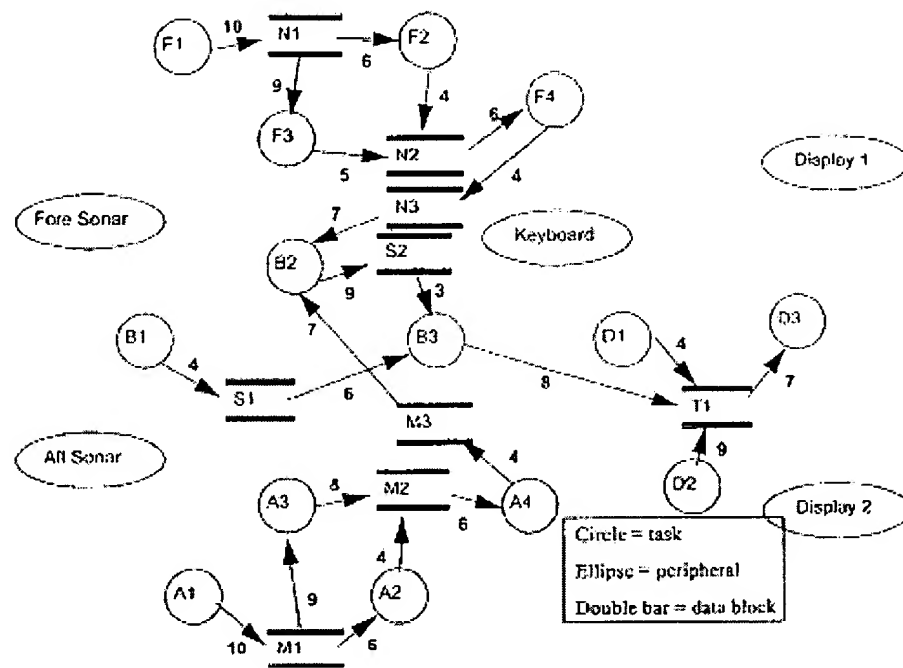 10
F1
N1
F2
6
9
4
F3
6
F4
N2
5
4
Display 1
Fore Sonar
7
N3
Keyboard
S2
B2
9
3
7
B1
B3
D1
D3
4
4
8
7
S1
6
T1
M3
Aft Sonar
4
9
8
M2
A3
A4
D2
6
Display 2
4
Circle = task
A1
9
A2
Ellipse = peripheral
Double bar = data block
10
M1
6